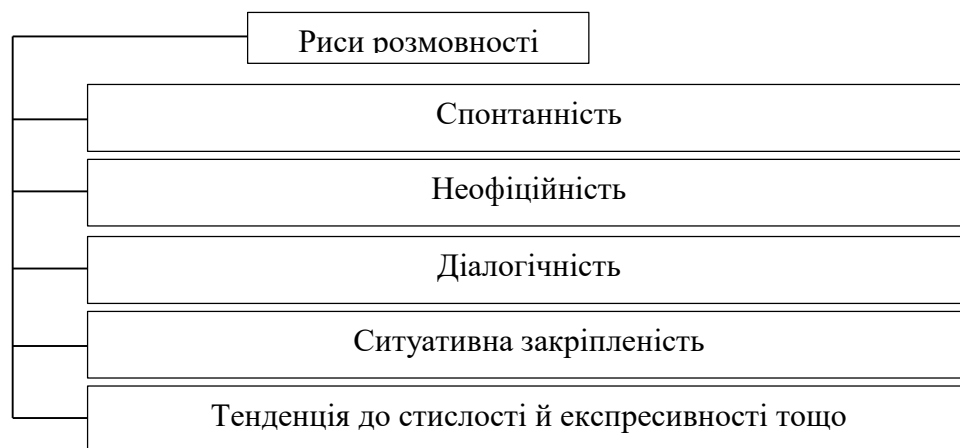 Риси розмовності
Спонтанність
Неофіційність
Діалогічність
Ситуативна закріпленість
Тенденція до стислості й експресивності тощо